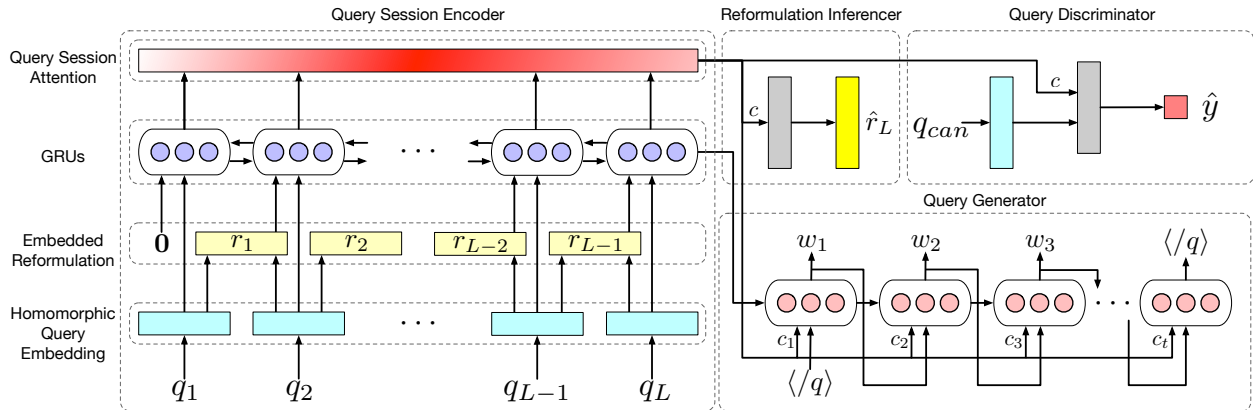 Query Session Encoder
Reformulation Inferencer
Query Discriminator
Query Session
Attention
c
r̂_L
c
q_{can}
ŷ
GRUs
· · ·
Query Generator
Embedded
Reformulation
0
r_1
r_2
r_{L−2}
r_{L−1}
w_1
w_2
w_3
⟨/q⟩
· · ·
Homomorphic
Query
Embedding
· · ·
c_1
c_2
c_3
c_t
⟨/q⟩
q_1
q_2
q_{L−1}
q_L